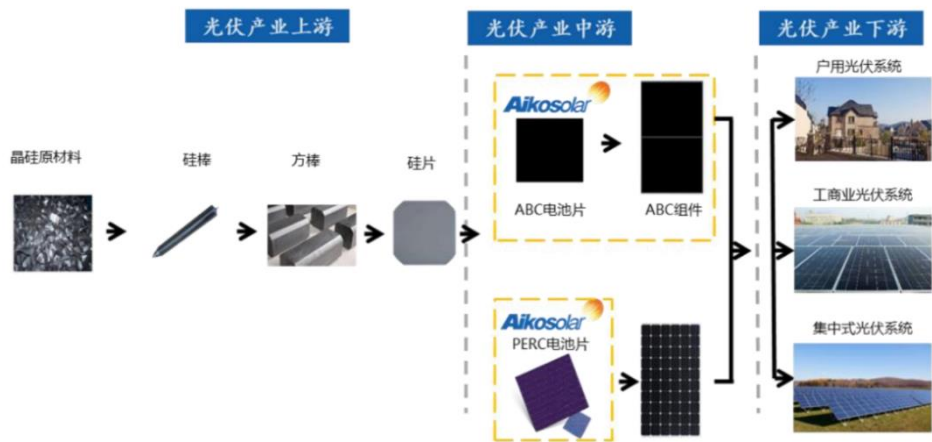 光伏产业上游
光伏产业中游
光伏产业下游
晶硅原材料
硅棒
方棒
硅片
Aikosolar
ABC电池片
ABC组件
Aikosolar
PERC电池片
户用光伏系统
工商业光伏系统
集中式光伏系统